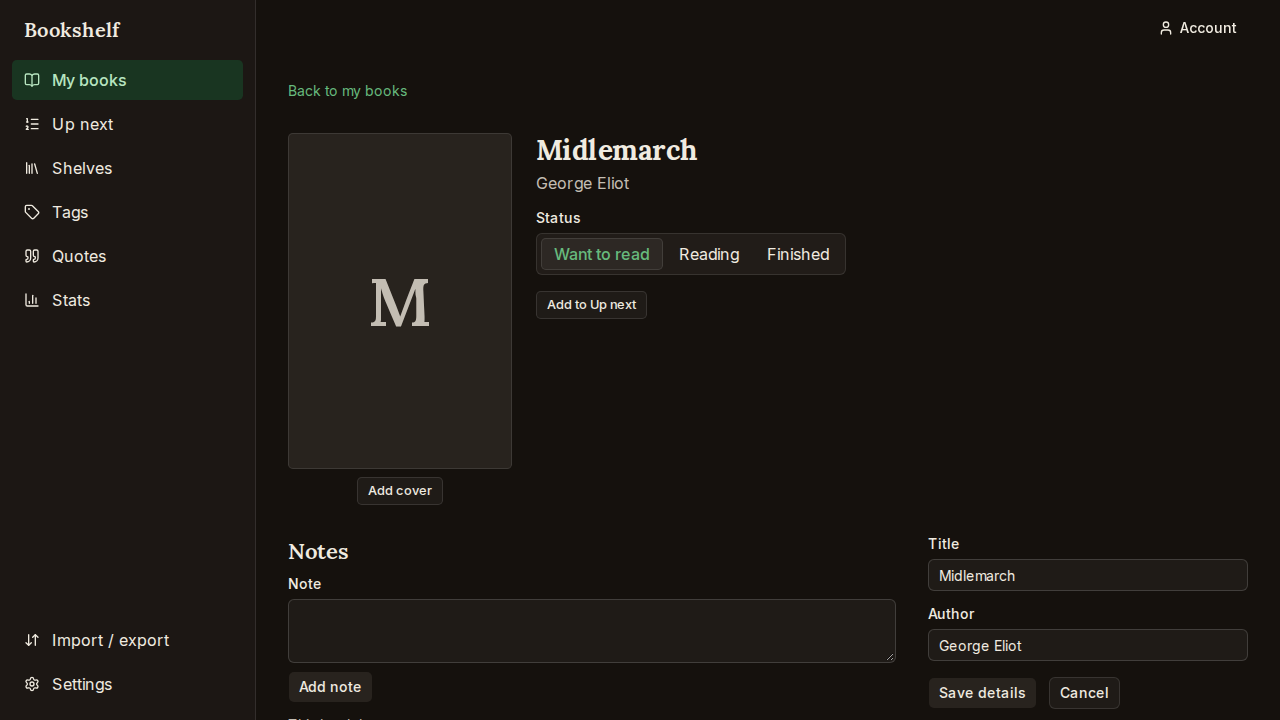 Bookshelf
My books
Up next
Shelves
Tags
Quotes
Stats
Import / export
Settings
Account
Back to my books
M
Midlemarch
George Eliot
Status
Want to read
Reading
Finished
Add to Up next
Add cover
Notes
Note
Add note
Title
Midlemarch
Author
George Eliot
Save details
Cancel